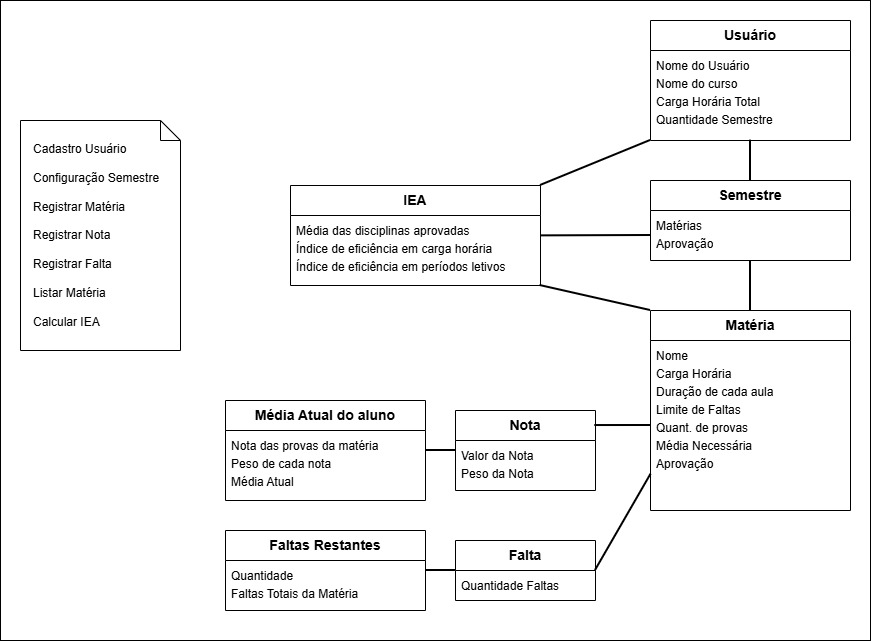 Cadastro Usuário
Configuração Semestre
Registrar Matéria
Registrar Nota
Registrar Falta
Listar Matéria
Calcular IEA
Usuário
Nome do Usuário
Nome do curso
Carga Horária Total
Quantidade Semestre
IEA
Média das disciplinas aprovadas
Índice de eficiência em carga horária
Índice de eficiência em períodos letivos
Semestre
Matérias
Aprovação
Matéria
Nome
Carga Horária
Duração de cada aula
Limite de Faltas
Quant. de provas
Média Necessária
Aprovação
Média Atual do aluno
Nota das provas da matéria
Peso de cada nota
Média Atual
Nota
Valor da Nota
Peso da Nota
Faltas Restantes
Quantidade
Faltas Totais da Matéria
Falta
Quantidade Faltas